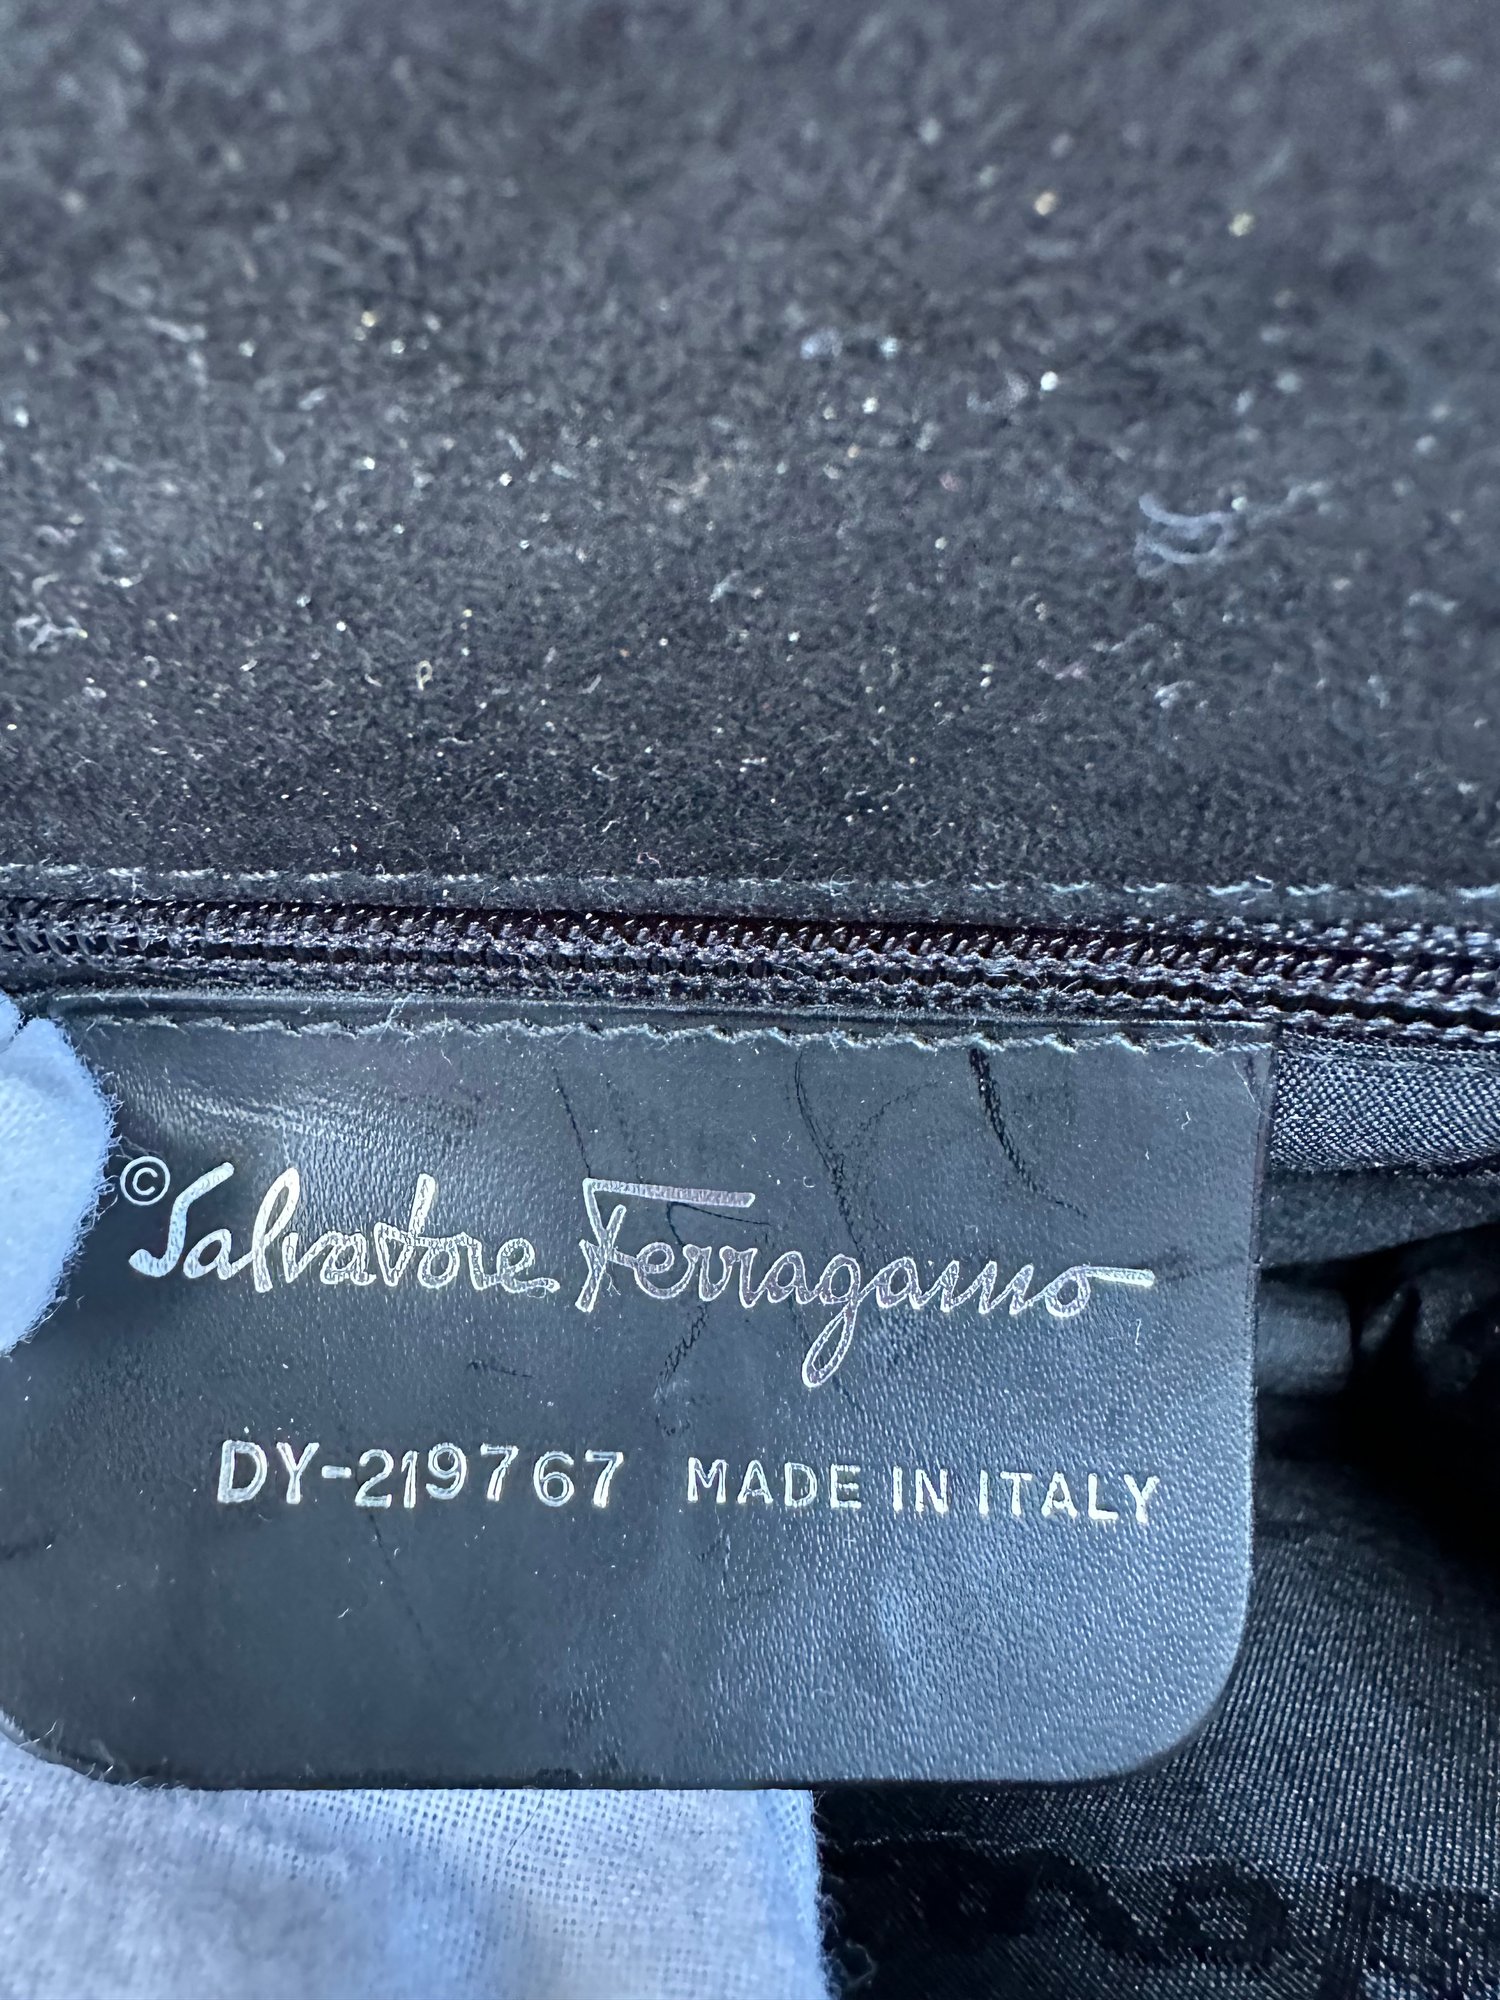 © Salvatore Ferragamo
DY-219767 MADE IN ITALY